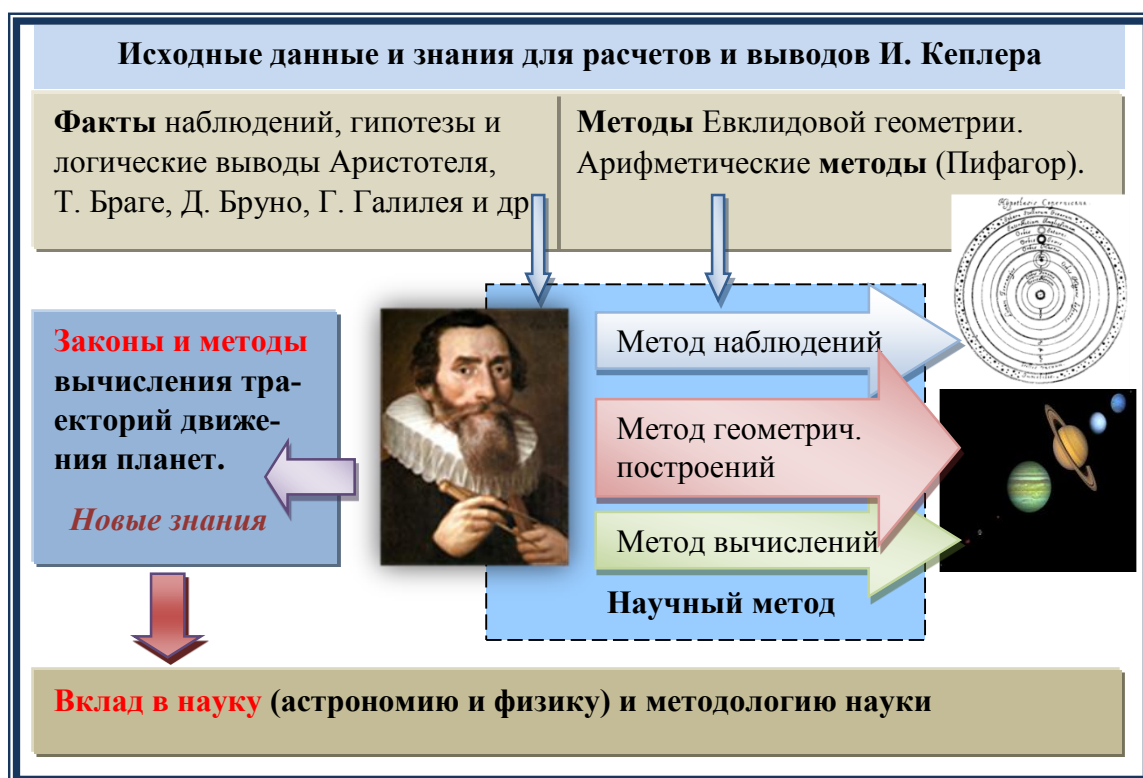 Исходные данные и знания для расчетов и выводов И. Кеплера
Факты наблюдений, гипотезы и
логические выводы Аристотеля,
Т. Браге, Д. Бруно, Г. Галилея и др
Методы Евклидовой геометрии.
Арифметические методы (Пифагор).
Законы и методы
вычисления тра-
екторий движе-
ния планет.
Новые знания
Метод наблюдений
Метод геометрич.
построений
Метод вычислений
Научный метод
Вклад в науку (астрономию и физику) и методологию науки